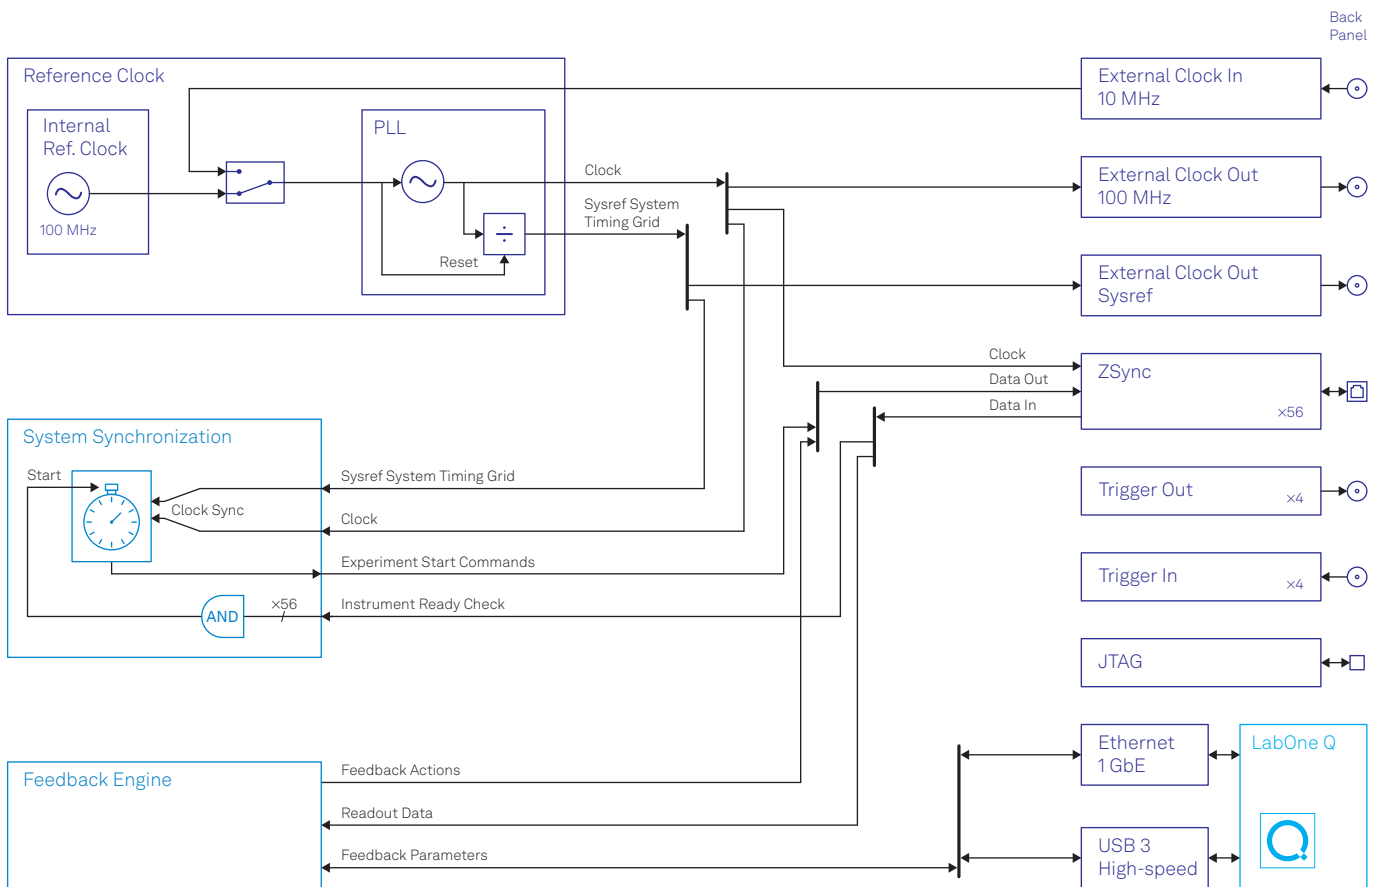 Back
Panel
Reference Clock
External Clock In
10 MHz
Internal
Ref. Clock
100 MHz
PLL
Reset
÷
Clock
Sysref System
Timing Grid
External Clock Out
100 MHz
External Clock Out
Sysref
Clock
Data Out
Data In
ZSync
×56
System Synchronization
Start
Clock Sync
Sysref System Timing Grid
Clock
Experiment Start Commands
AND
×56
Instrument Ready Check
Trigger Out
×4
Trigger In
×4
JTAG
Ethernet
1 GbE
LabOne Q
Feedback Engine
Feedback Actions
Readout Data
Feedback Parameters
USB 3
High-speed
Q